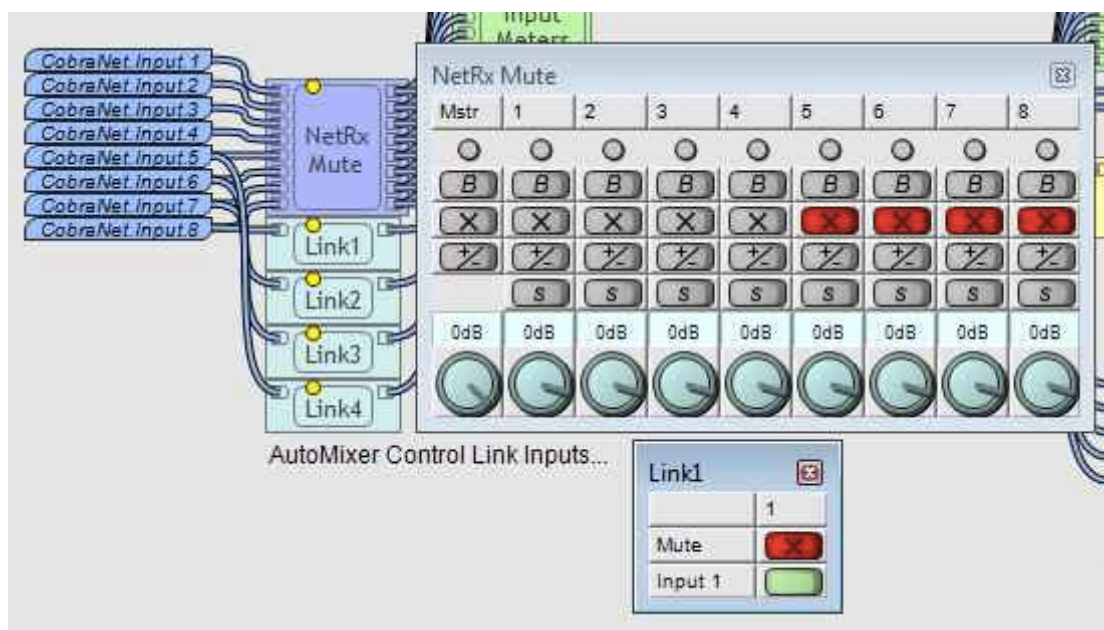 Input
Meters
CobraNet Input.1
CobraNet Input.2
CobraNet Input.3
CobraNet Input.4
CobraNet Input.5
CobraNet Input.6
CobraNet Input.7
CobraNet Input.8
NetRx
Mute
Link1
Link2
Link3
Link4
AutoMixer Control Link Inputs...
NetRx Mute
Mstr 1 2 3 4 5 6 7 8
B B B B B B B B B
X X X X X X X X X
+/- +/- +/- +/- +/- +/- +/- +/- +/-
S S S S S S S S
0dB 0dB 0dB 0dB 0dB 0dB 0dB 0dB 0dB
Link1
1
Mute X
Input 1